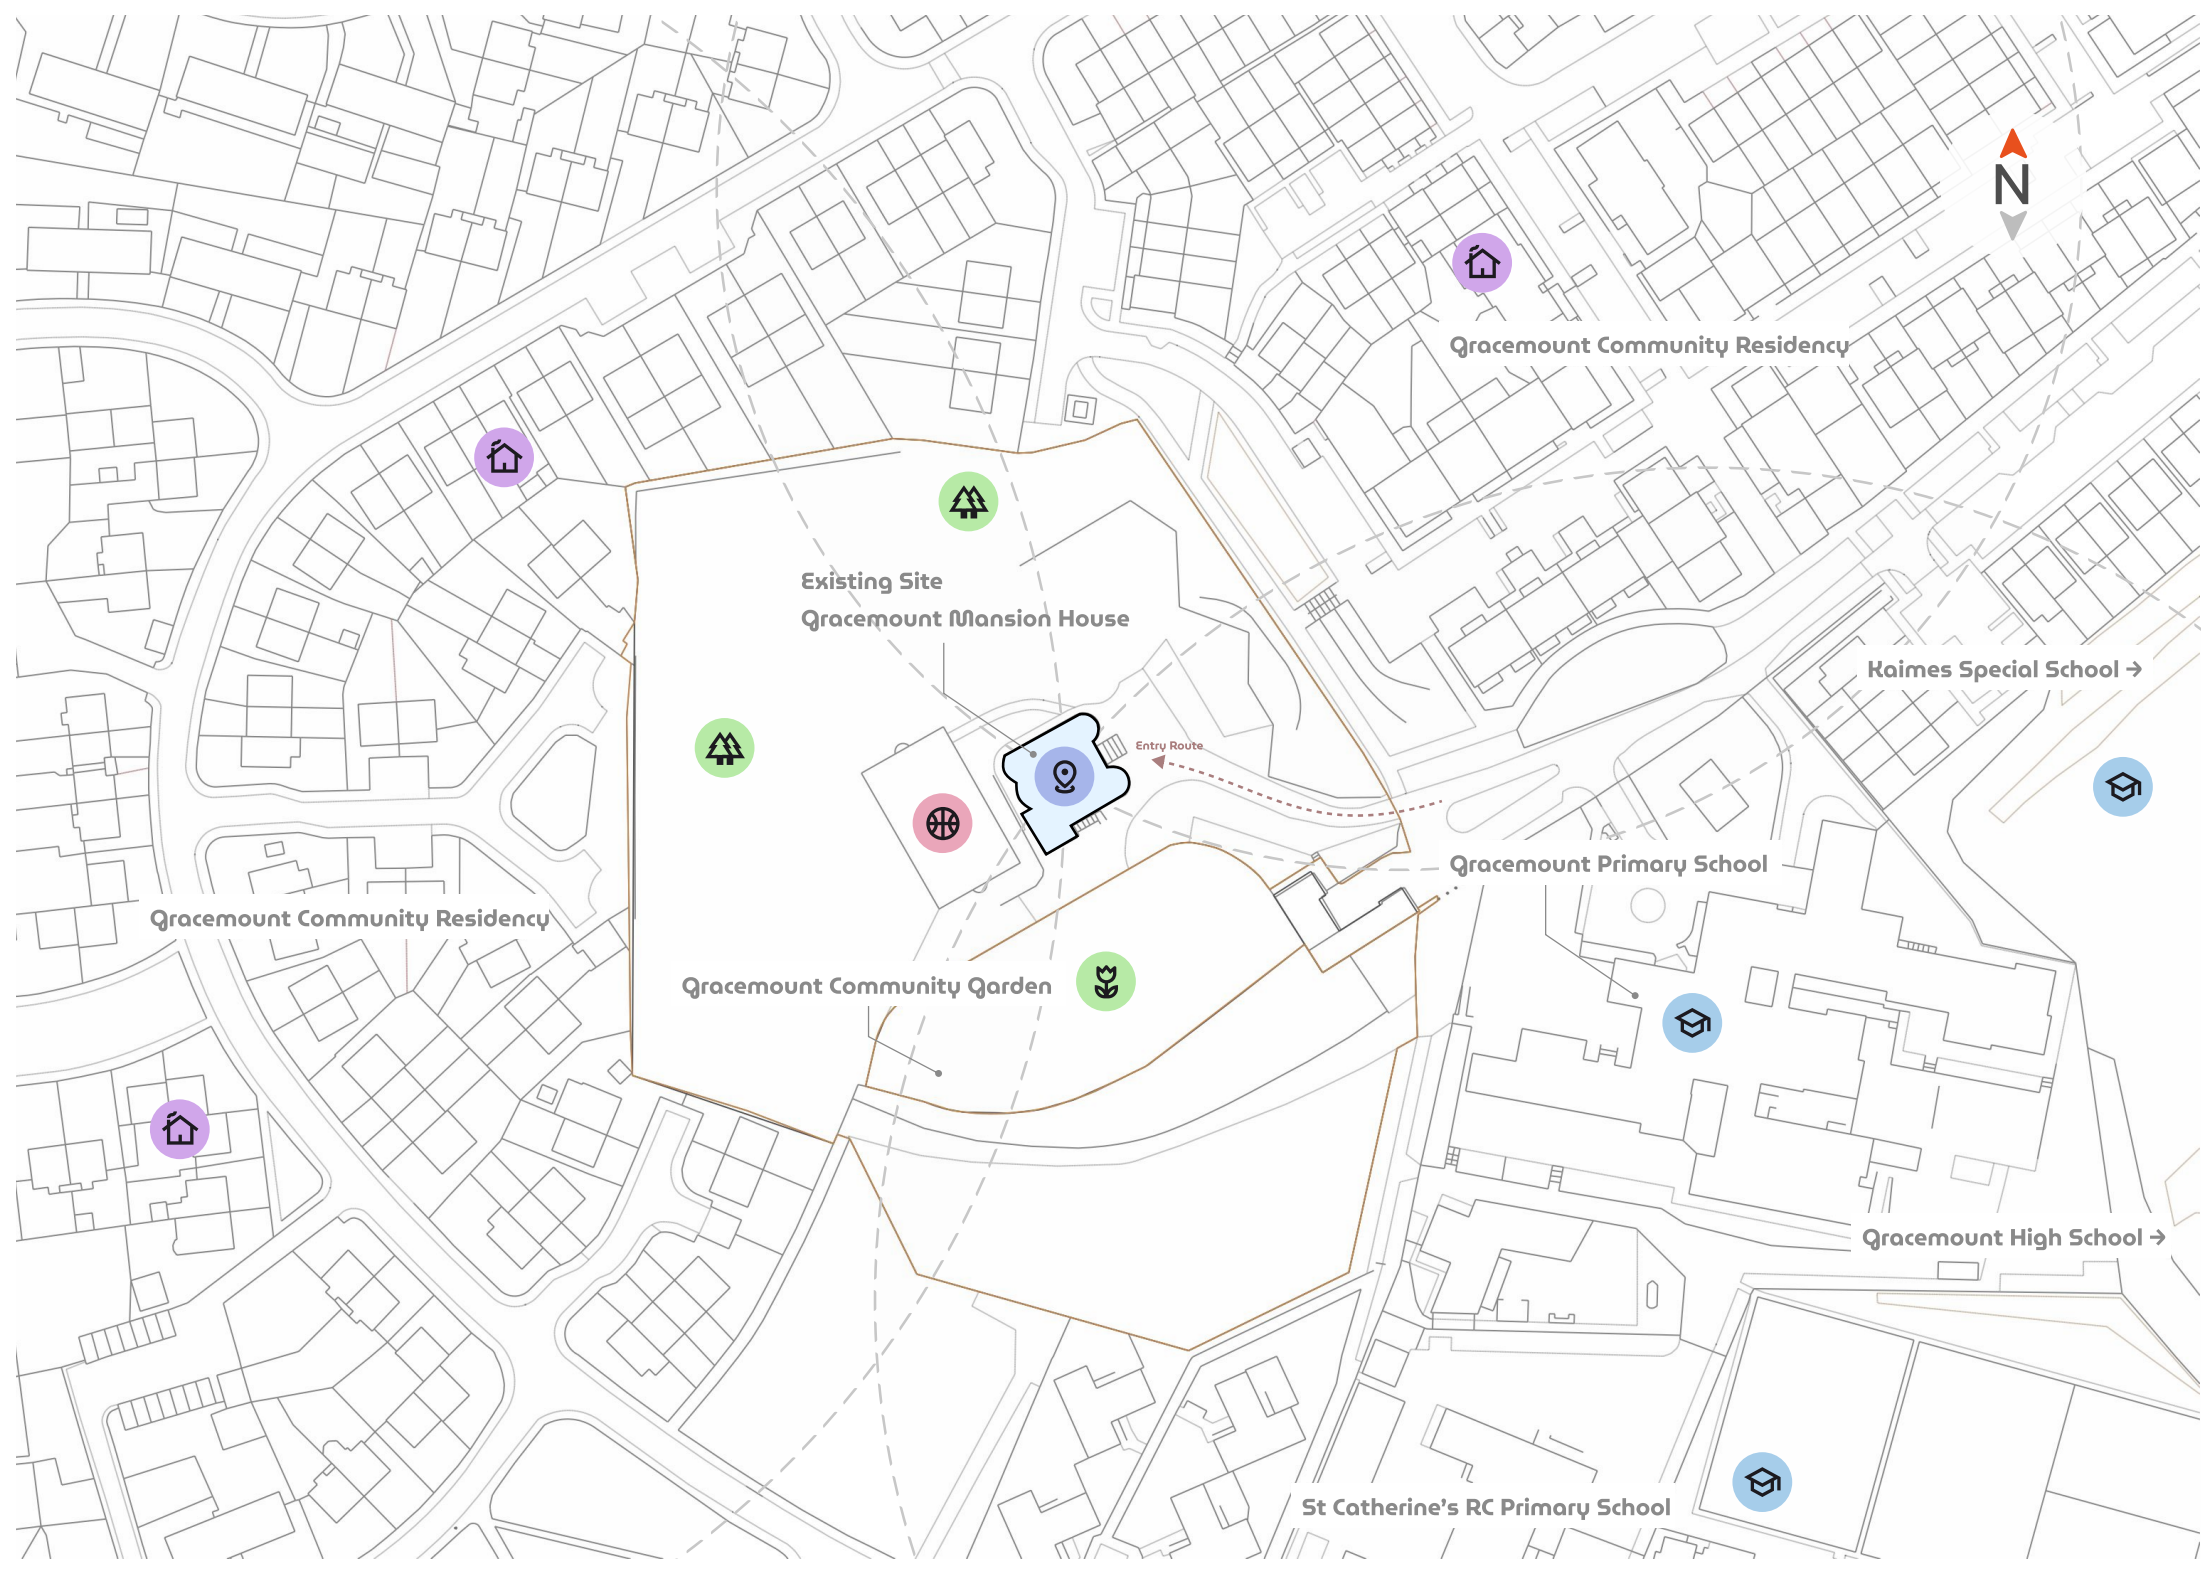 N
Gracemount Community Residency
Existing Site
Gracemount Mansion House
Kaimes Special School →
Entry Route
Gracemount Primary School
Gracemount Community Residency
Gracemount Community Garden
Gracemount High School →
St Catherine's RC Primary School